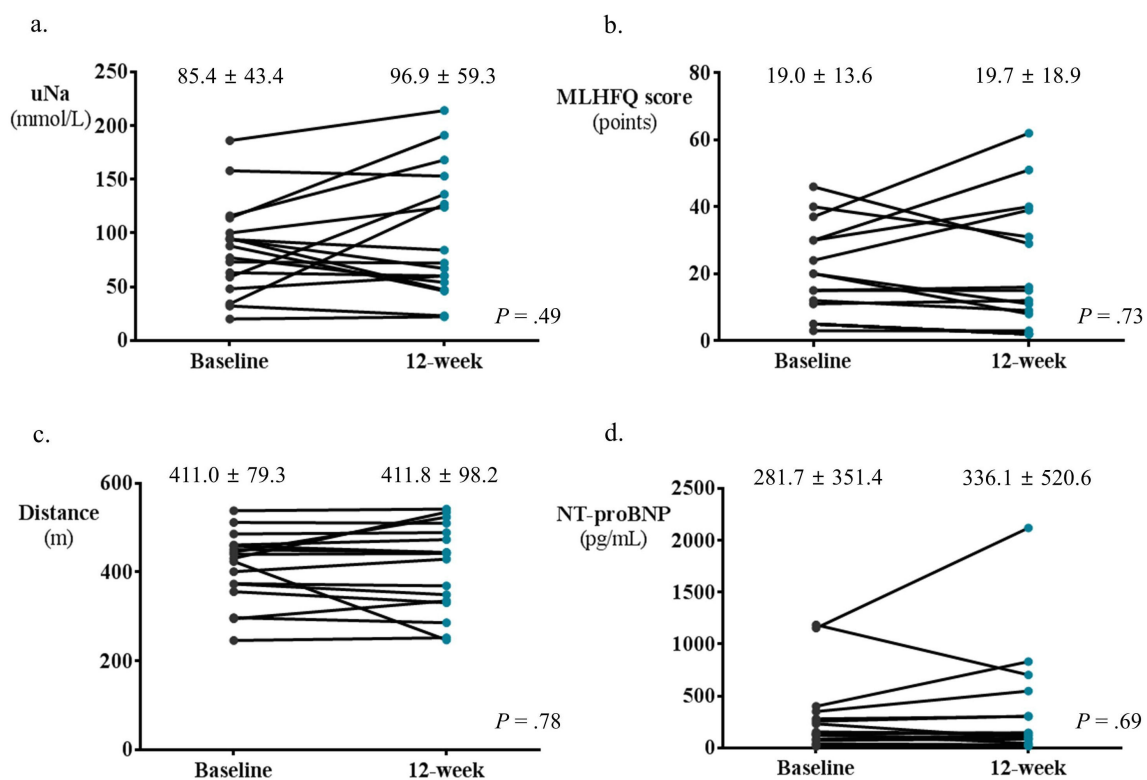 a.
85.4 ± 43.4 96.9 ± 59.3
uNa
(mmol/L)
250
200
150
100
50
0
P = .49
Baseline 12-week
b.
19.0 ± 13.6 19.7 ± 18.9
MLHFQ score
(points)
80
60
40
20
0
P = .73
Baseline 12-week
c.
411.0 ± 79.3 411.8 ± 98.2
Distance
(m)
600
400
200
0
P = .78
Baseline 12-week
d.
281.7 ± 351.4 336.1 ± 520.6
NT-proBNP
(pg/mL)
2500
2000
1500
1000
500
0
P = .69
Baseline 12-week